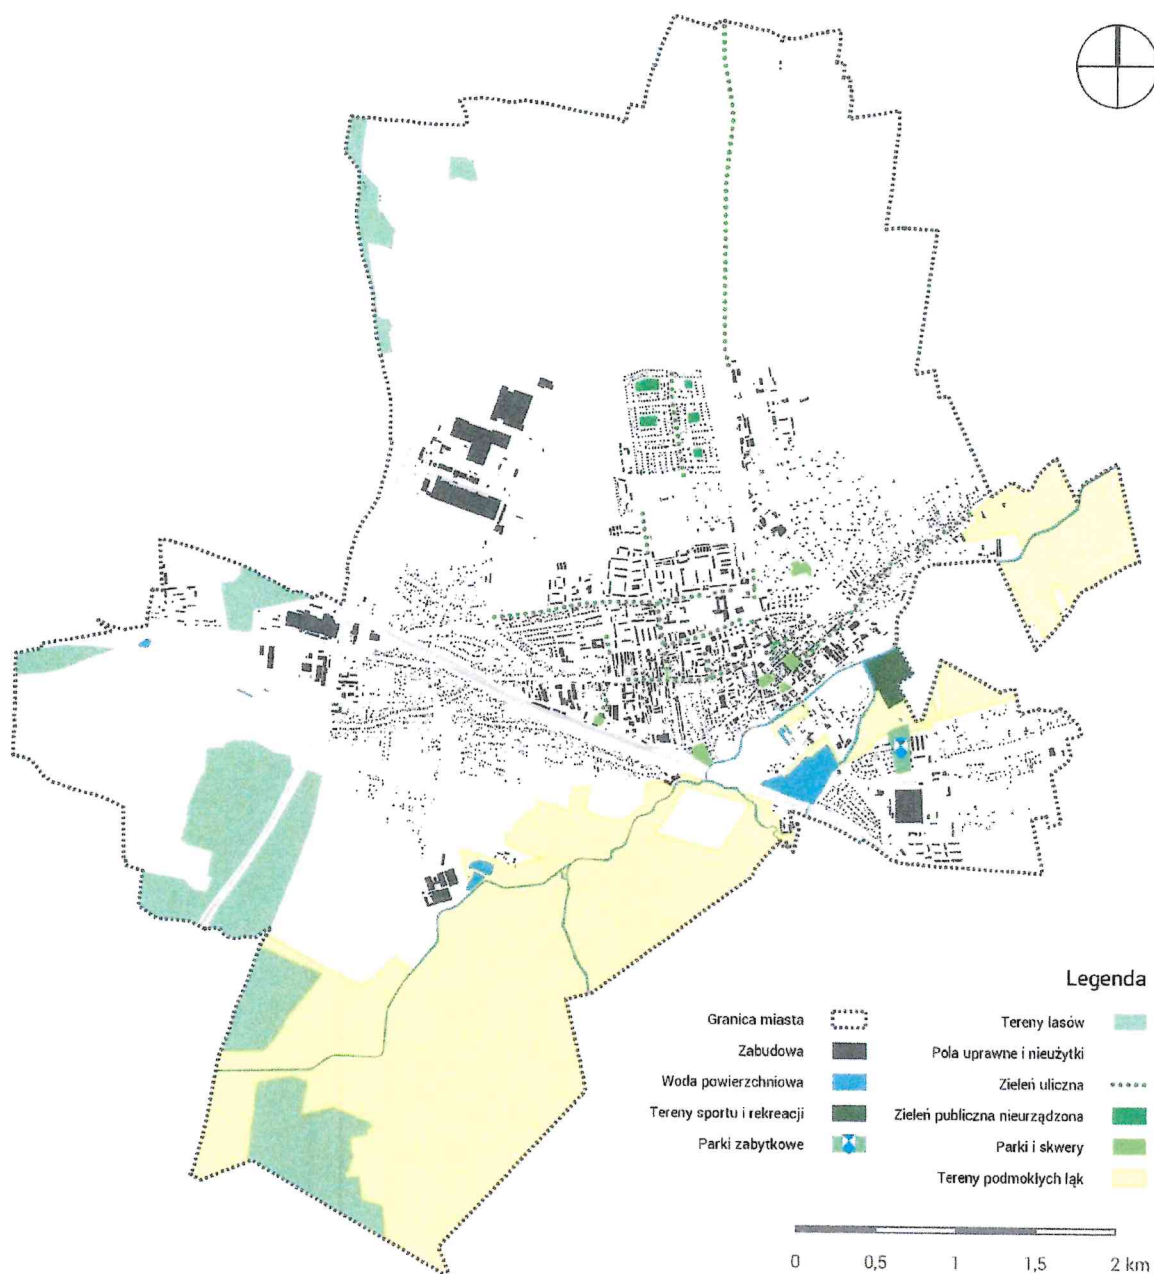 Legenda
Granica miasta
Zabudowa
Woda powierzchniowa
Tereny sportu i rekreacji
Parki zabytkowe
Tereny lasów
Pola uprawne i nieużytki
Zieleń uliczna
Zieleń publiczna nieurządzona
Parki i skwery
Tereny podmokłych łąk
0 0,5 1 1,5 2 km